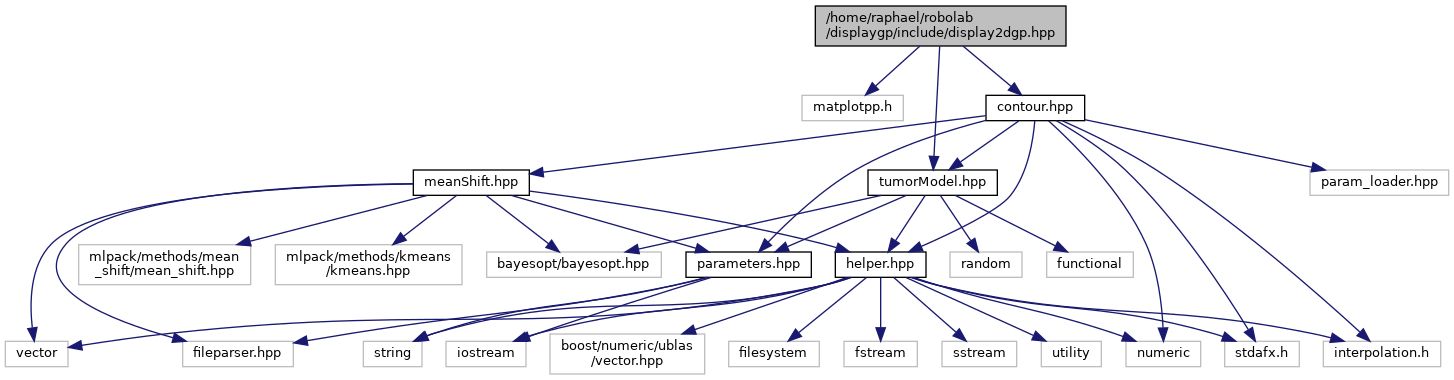 /home/raphael/robolab
/displaygp/include/display2dgp.hpp
matplotpp.h
contour.hpp
meanShift.hpp
tumorModel.hpp
param_loader.hpp
mlpack/methods/mean
_shift/mean_shift.hpp
mlpack/methods/kmeans
/kmeans.hpp
bayesopt/bayesopt.hpp
parameters.hpp
helper.hpp
random
functional
vector
fileparser.hpp
string
iostream
boost/numeric/ublas
/vector.hpp
filesystem
fstream
sstream
utility
numeric
stdafx.h
interpolation.h